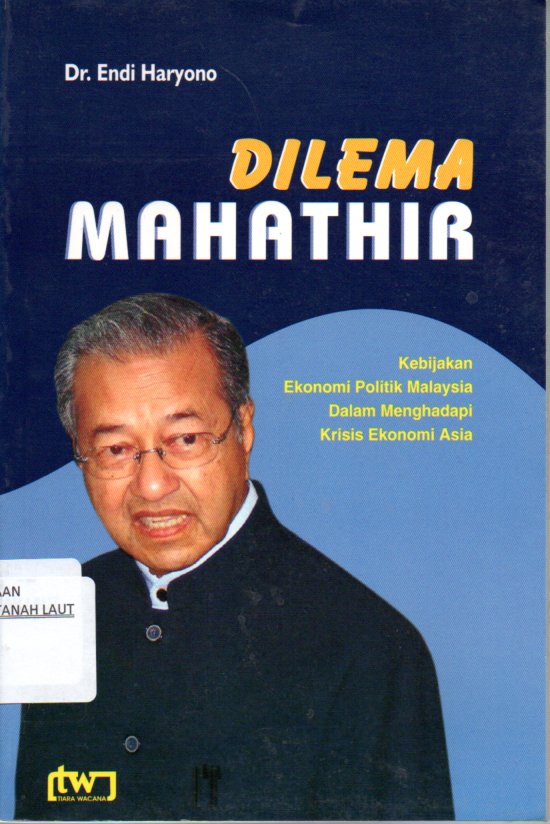 Dr. Endi Haryono
DILEMA
MAHATHIR
Kebijakan
Ekonomi Politik Malaysia
Dalam Menghadapi
Krisis Ekonomi Asia
TANAH LAUT
tw
TIARA WACANA